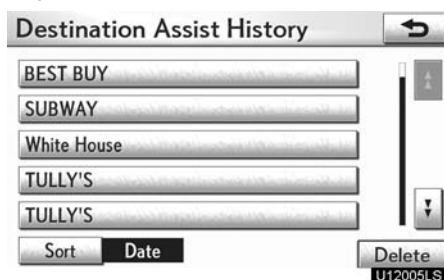 Destination Assist History
BEST BUY
SUBWAY
White House
TULLY'S
TULLY'S
Sort Date Delete
U12005LS